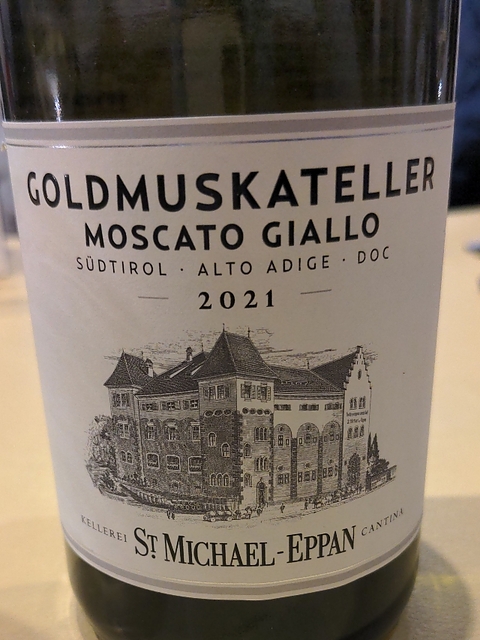 GOLDMUSKATELLER
MOSCATO GIALLO
SÜDTIROL · ALTO ADIGE · DOC
2021
KELLEREI ST MICHAEL-EPPAN CANTINA